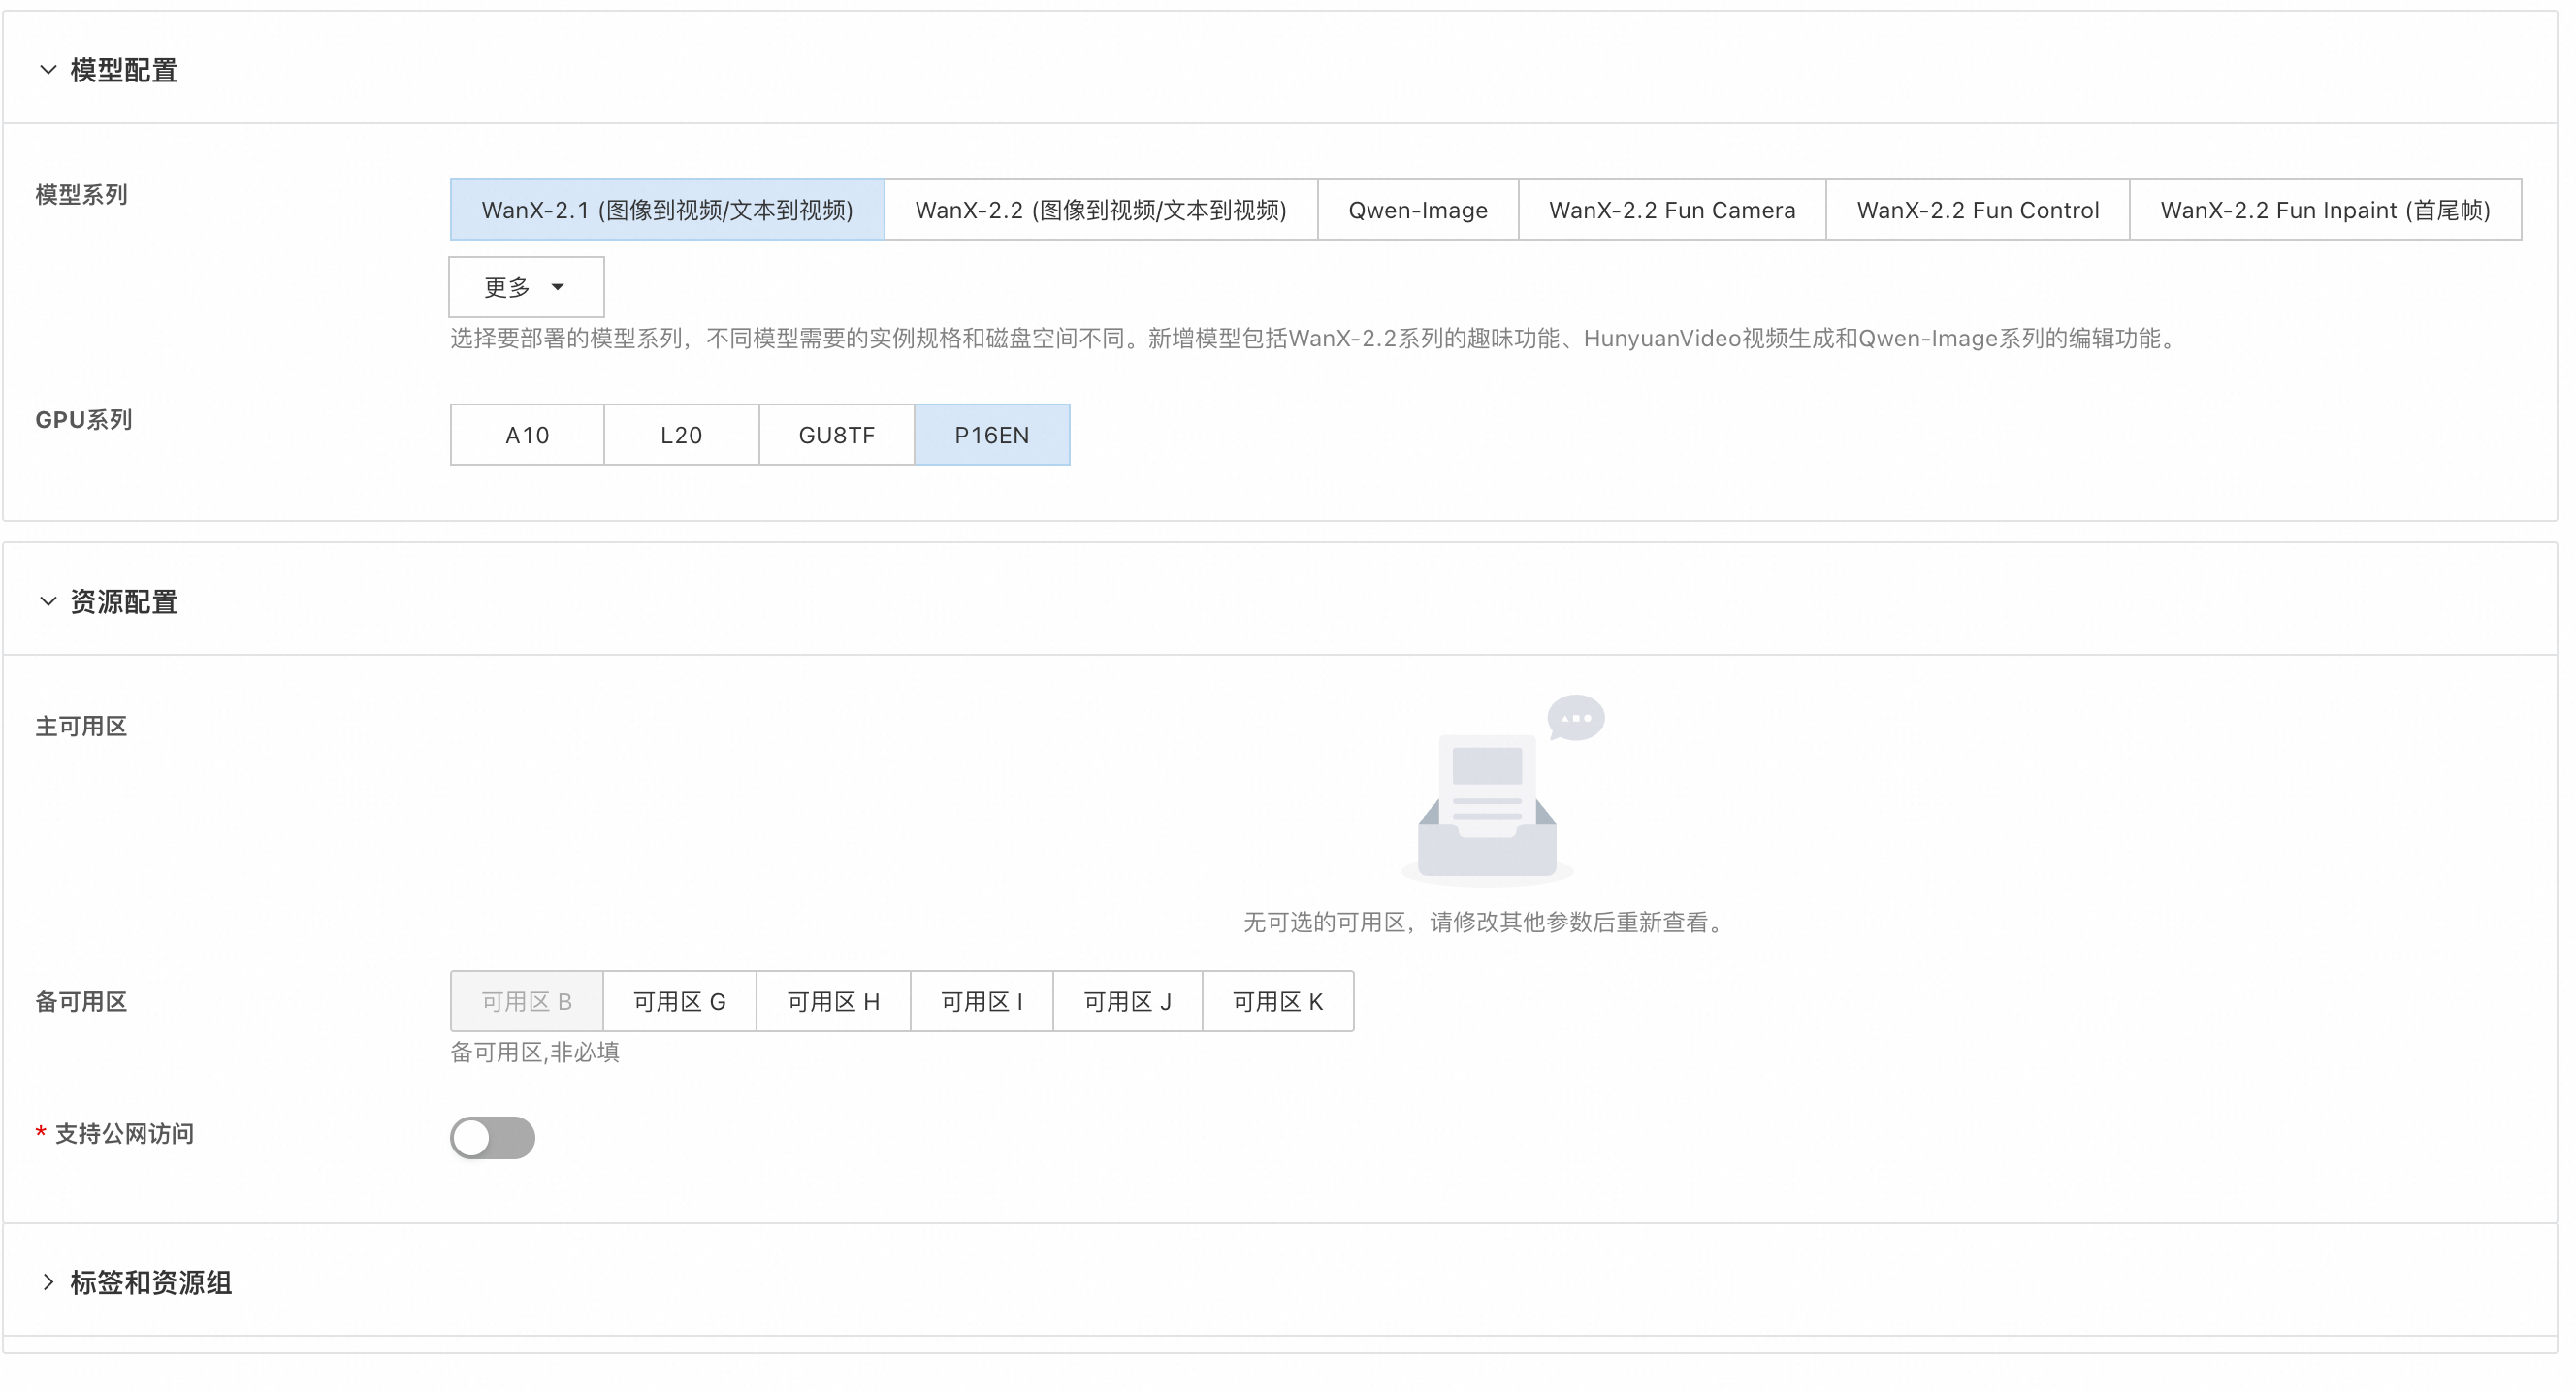 模型配置
模型系列
WanX-2.1 (图像到视频/文本到视频) WanX-2.2 (图像到视频/文本到视频) Qwen-Image WanX-2.2 Fun Camera WanX-2.2 Fun Control WanX-2.2 Fun Inpaint (首尾帧)
更多
选择要部署的模型系列，不同模型需要的实例规格和磁盘空间不同。新增模型包括WanX-2.2系列的趣味功能、HunyuanVideo视频生成和Qwen-Image系列的编辑功能。
GPU系列
A10 L20 GU8TF P16EN
资源配置
主可用区
无可选的可用区，请修改其他参数后重新查看。
备可用区
可用区 B 可用区 G 可用区 H 可用区 I 可用区 J 可用区 K
备可用区,非必填
* 支持公网访问
标签和资源组